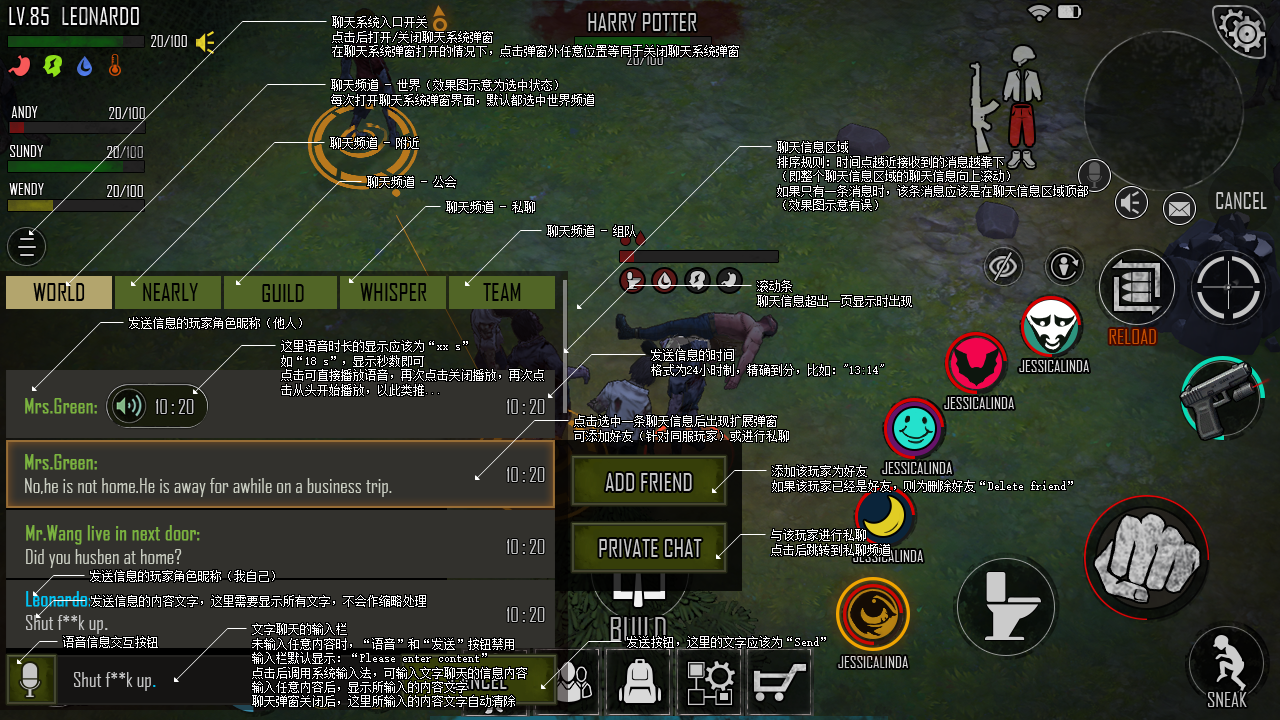 LV.85 LEONARDO
20/100
ANDY 20/100
SUNDY 20/100
WENDY 20/100
HARRY POTTER
20/100
聊天系统入口开关
点击后打开/关闭聊天系统弹窗
在聊天系统弹窗打开的情况下，点击弹窗外任意位置等同于关闭聊天系统弹窗
聊天频道 - 世界（效果图示意为选中状态）
每次打开聊天系统弹窗界面，默认都选中世界频道
聊天频道 - 附近
聊天频道 - 公会
聊天频道 - 私聊
聊天频道 - 组队
聊天信息区域
排序规则：时间点越近接收到的消息越靠下
（即整个聊天信息区域的聊天信息向上滚动）
如果只有一条消息时，该条消息应该是在聊天信息区域顶部
（效果图示意有误）
CANCEL
WORLD NEARLY GUILD WHISPER TEAM
滚动条
聊天信息超出一页显示时出现
发送信息的玩家角色昵称（他人）
这里语音时长的显示应该为“xx s”
如“18 s”，显示秒数即可
点击可直接播放语音，再次点击关闭播放，再次点
击从头开始播放，以此类推...
发送信息的时间
格式为24小时制，精确到分，比如：“13:14”
RELOAD
JESSICALINDA
JESSICALINDA
JESSICALINDA
JESSICALINDA
JESSICALINDA
Mrs.Green: 10:20 10:20
点击选中一条聊天信息后出现扩展弹窗
可添加好友（针对同服玩家）或进行私聊
Mrs.Green:
No,he is not home.He is away for awhile on a business trip. 10:20
ADD FRIEND
添加该玩家为好友
如果该玩家已经是好友，则为删除好友“Delete friend”
Mr.Wang live in next door:
Did you husben at home? 10:20
PRIVATE CHAT
与该玩家进行私聊
点击后跳转到私聊频道
发送信息的玩家角色昵称（我自己）
Leonardo
发送信息的内容文字，这里需要显示所有文字，不会作缩略处理
Shut f**k up. 10:20
BUILD
语音信息交互按钮
文字聊天的输入栏
未输入任意内容时，“语音”和“发送”按钮禁用
输入栏默认显示：“Please enter content”
点击后调用系统输入法，可输入文字聊天的信息内容
输入任意内容后，显示所输入的内容文字
聊天弹窗关闭后，这里所输入的内容文字自动清除
发送按钮，这里的文字应该为“Send”
Shut f**k up.
SNEAK